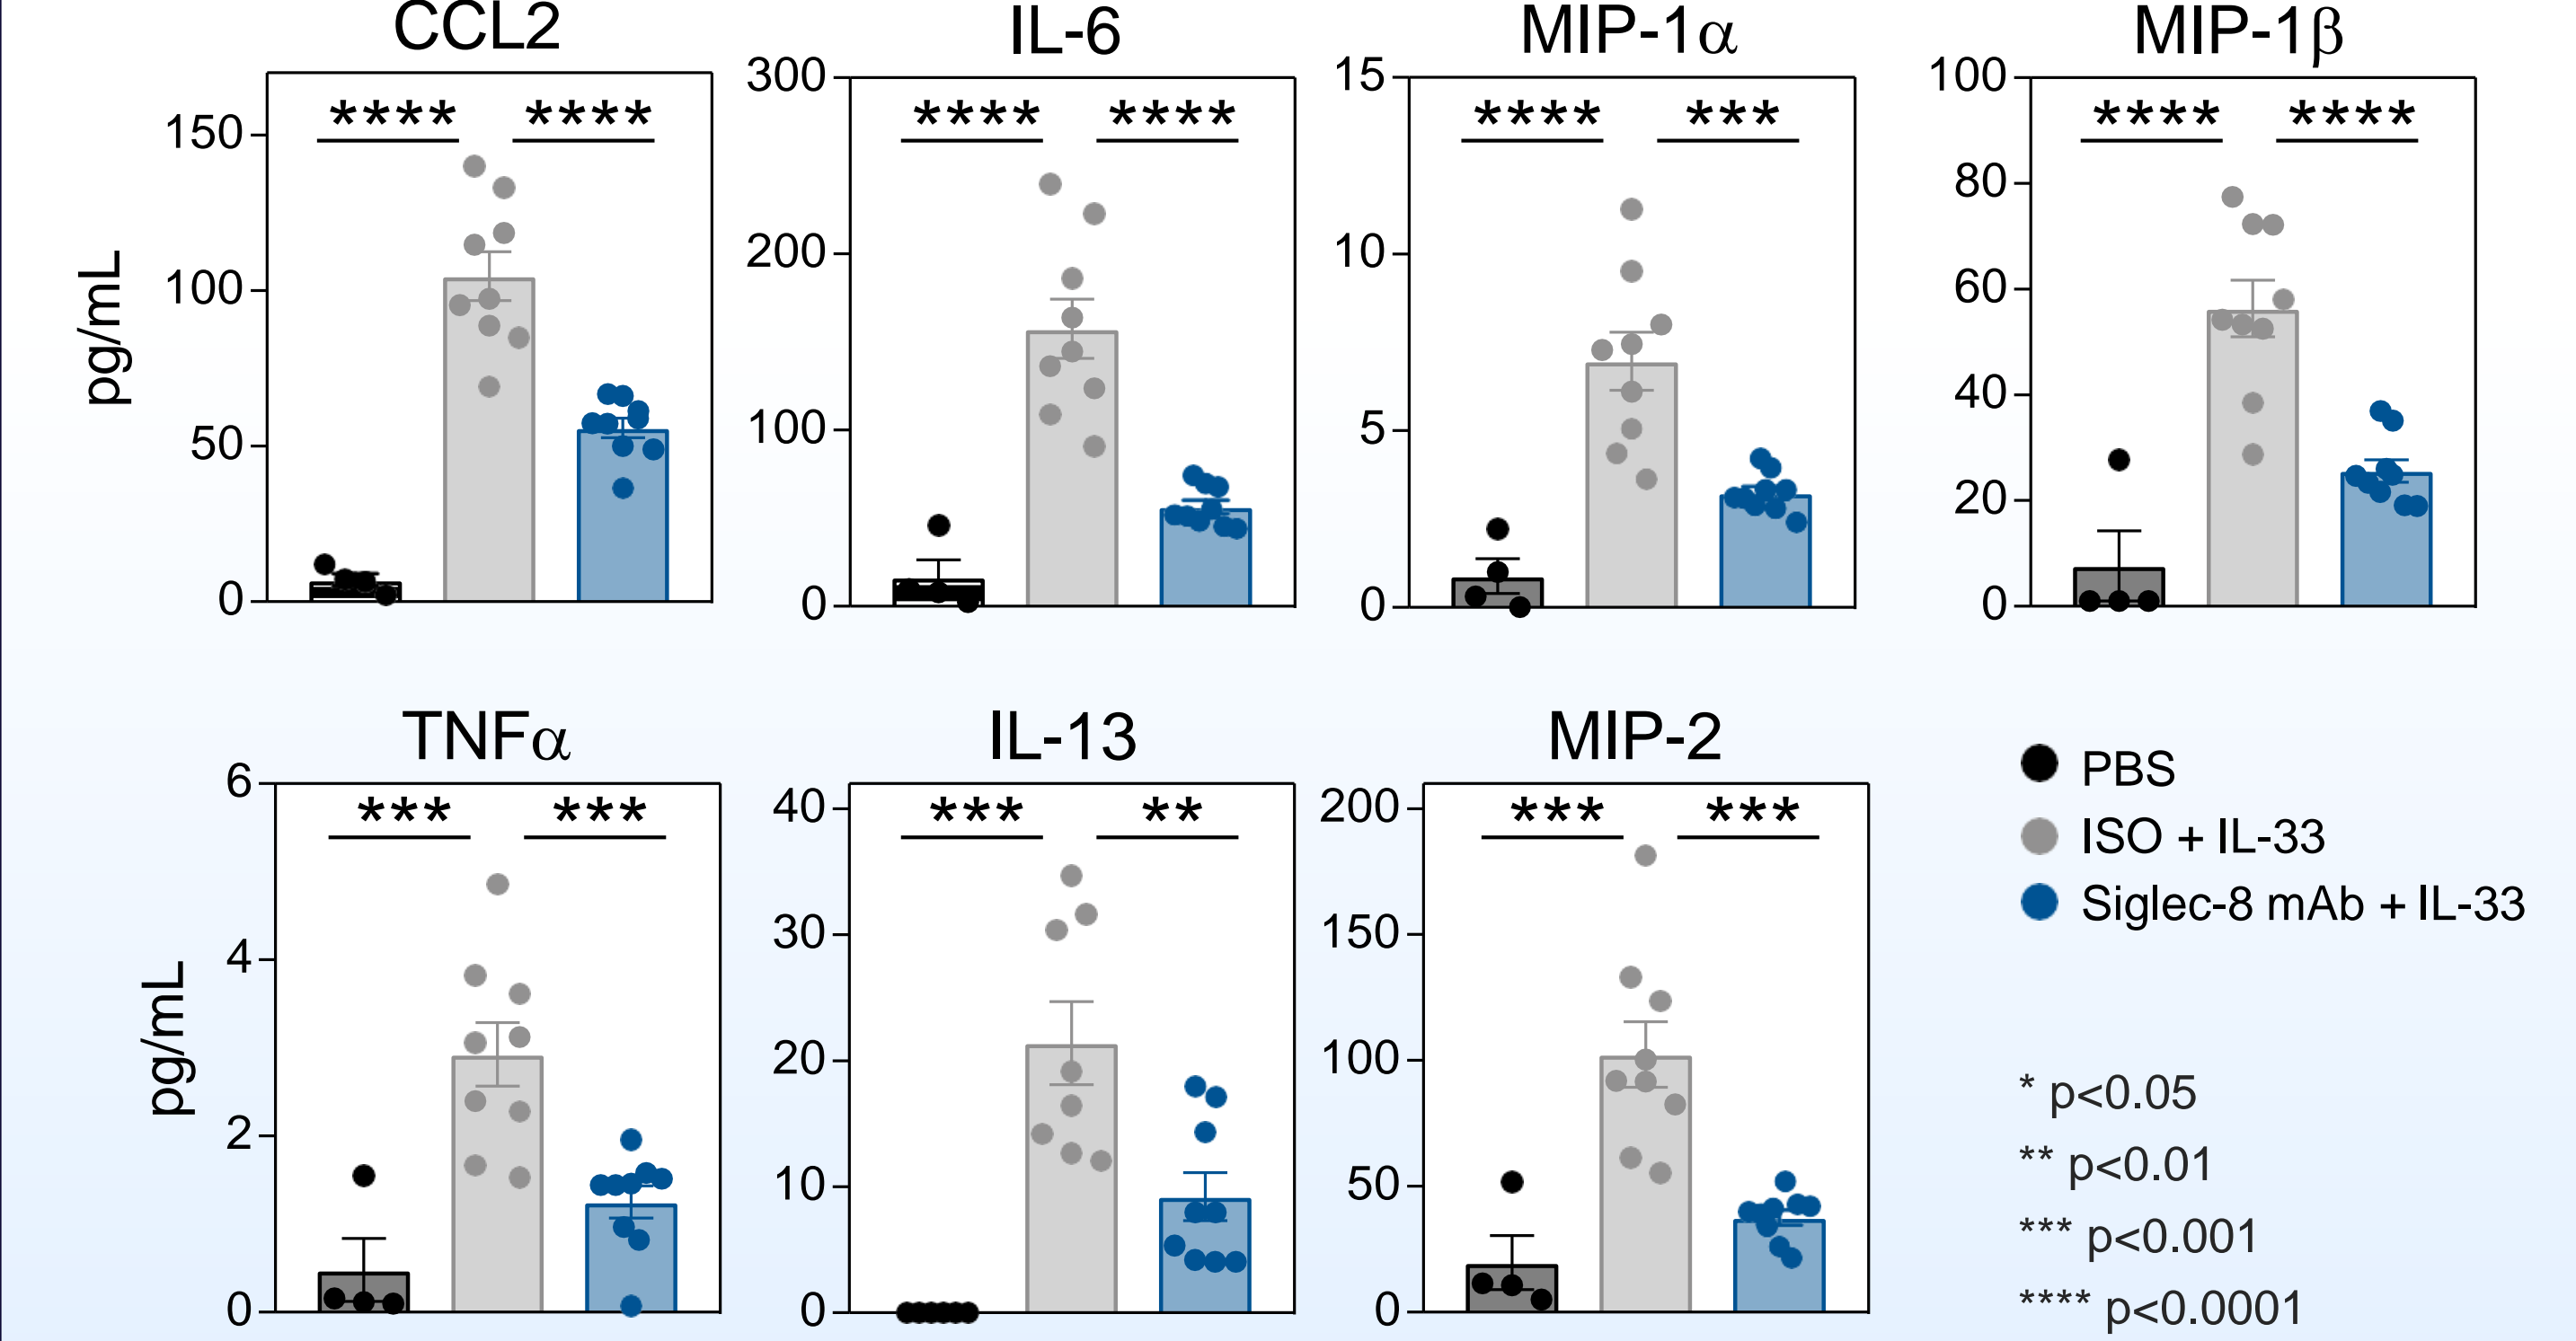 CCL2
IL-6
MIP-1α
MIP-1β
pg/mL
150
100
50
0
**** ****
300
200
100
0
**** ****
15
10
5
0
**** ***
100
80
60
40
20
0
**** ****
TNFα
IL-13
MIP-2
pg/mL
6
4
2
0
*** ***
40
30
20
10
0
*** **
200
150
100
50
0
*** ***
PBS
ISO + IL-33
Siglec-8 mAb + IL-33
* p<0.05
** p<0.01
*** p<0.001
**** p<0.0001